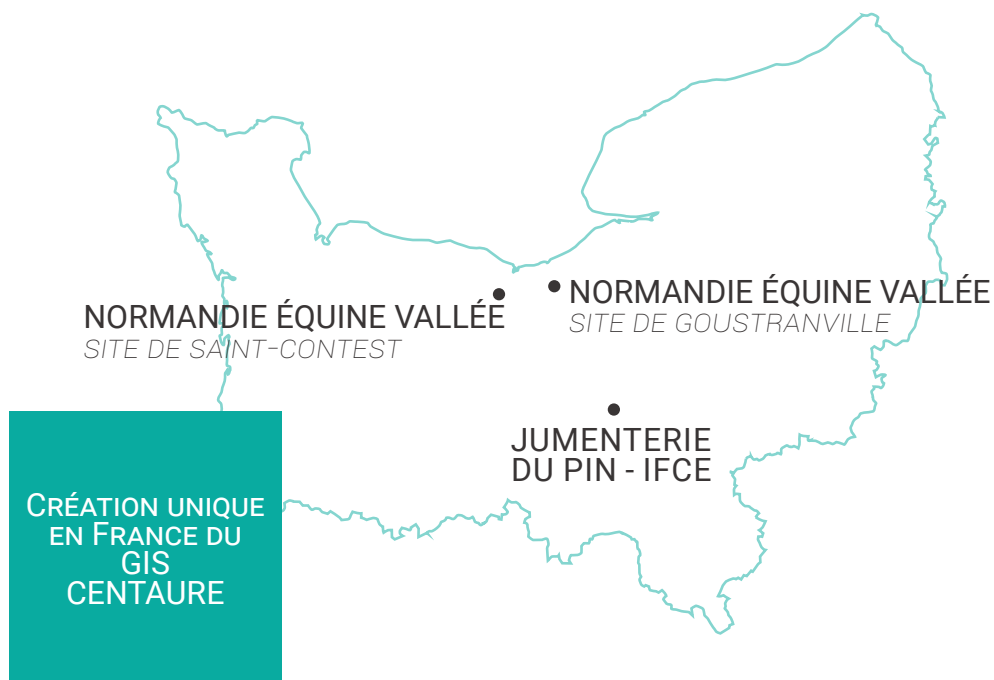 NORMANDIE ÉQUINE VALLÉE
SITE DE GOUSTRANVILLE
NORMANDIE ÉQUINE VALLÉE
SITE DE SAINT-CONTEST
JUMENTERIE
DU PIN - IFCE
CRÉATION UNIQUE
EN FRANCE DU
GIS
CENTAURE